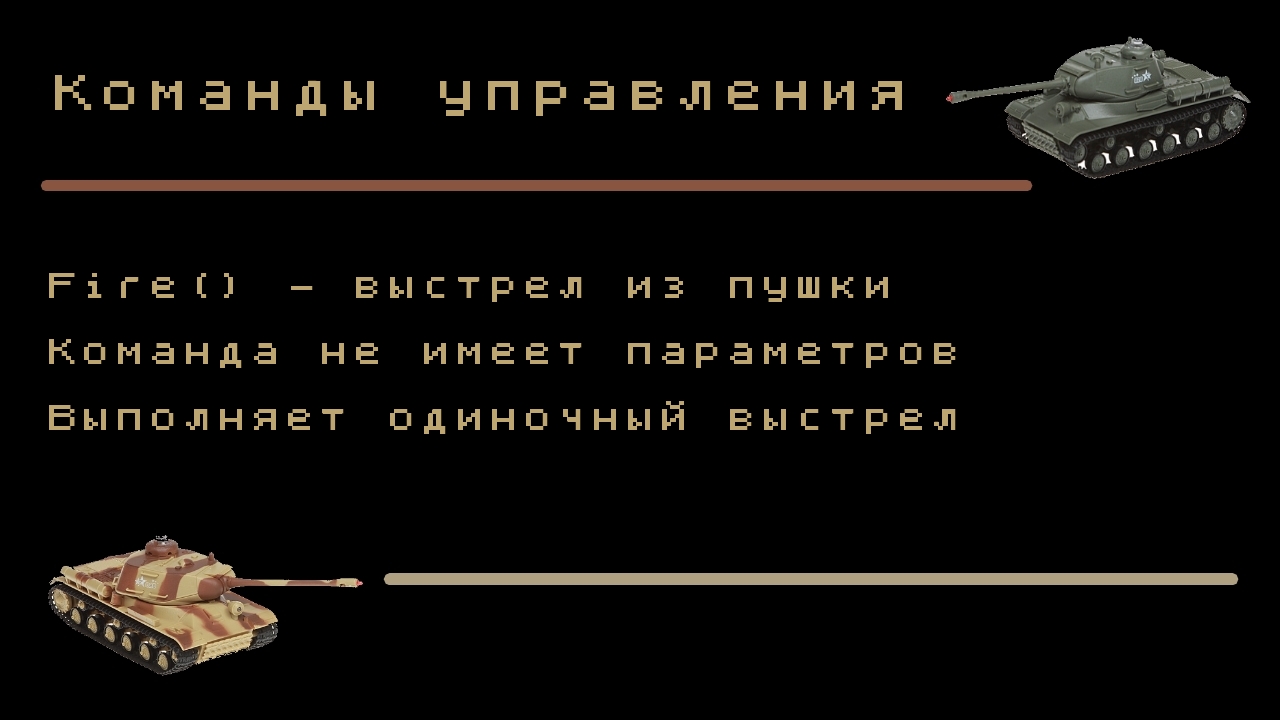 Команды управления
Fire() - выстрел из пушки
Команда не имеет параметров
Выполняет одиночный выстрел